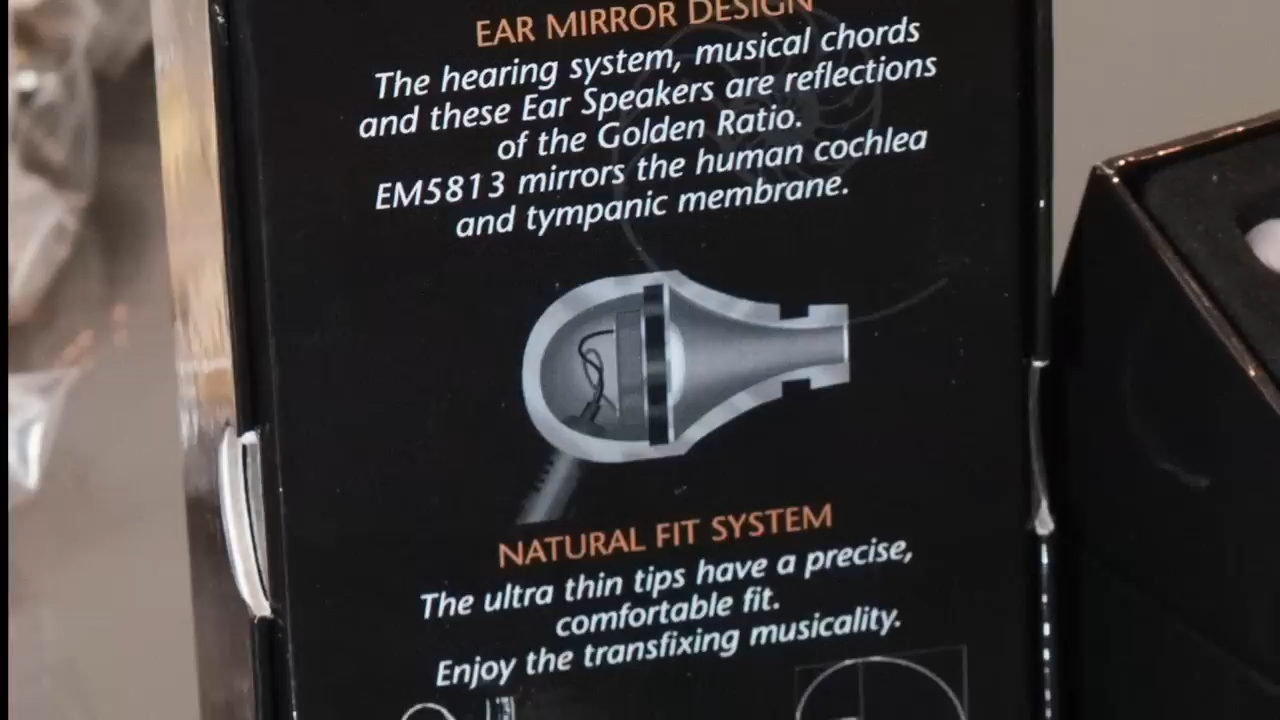 EAR MIRROR DESIGN
The hearing system, musical chords
and these Ear Speakers are reflections
of the Golden Ratio.
EM5813 mirrors the human cochlea
and tympanic membrane.
NATURAL FIT SYSTEM
The ultra thin tips have a precise,
comfortable fit.
Enjoy the transfixing musicality.